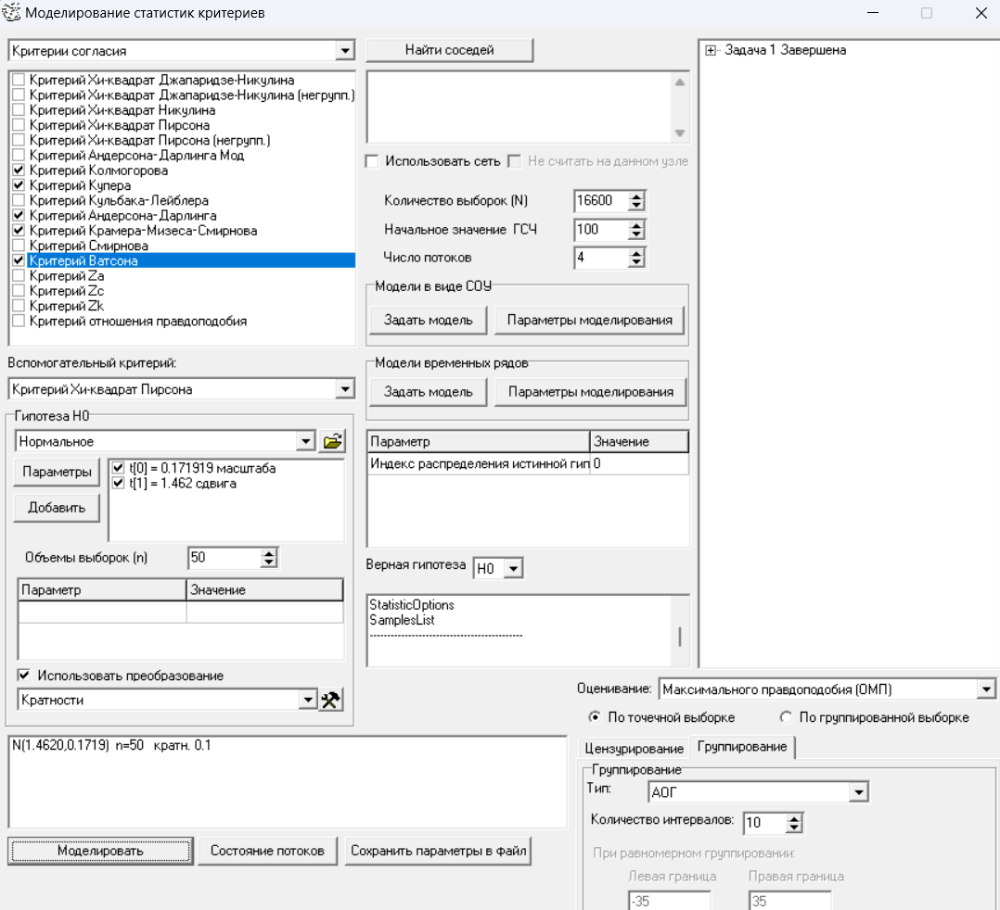 Моделирование статистик критериев
Критерии согласия
Критерий Хи-квадрат Джапаридзе-Никулина
Критерий Хи-квадрат Джапаридзе-Никулина (негрупп.)
Критерий Хи-квадрат Никулина
Критерий Хи-квадрат Пирсона
Критерий Хи-квадрат Пирсона (негрупп.)
Критерий Андерсона-Дарлинга Мод
Критерий Колмогорова
Критерий Купера
Критерий Кульбака-Лейблера
Критерий Андерсона-Дарлинга
Критерий Крамера-Мизеса-Смирнова
Критерий Смирнова
Критерий Ватсона
Критерий Za
Критерий Zc
Критерий Zk
Критерий отношения правдоподобия
Вспомогательный критерий:
Критерий Хи-квадрат Пирсона
Гипотеза H0
Нормальное
Параметры
t[0] = 0.171919 масштаба
t[1] = 1.462 сдвига
Добавить
Объемы выборок (n) 50
Параметр Значение
Использовать преобразование
Кратности
N(1.4620,0.1719) n=50 кратн. 0.1
Моделировать Состояние потоков Сохранить параметры в файл
Найти соседей
Использовать сеть Не считать на данном узле
Количество выборок (N) 16600
Начальное значение ГСЧ 100
Число потоков 4
Модели в виде СОУ
Задать модель Параметры моделирования
Модели временных рядов
Задать модель Параметры моделирования
Параметр Значение
Индекс распределения истинной гип 0
Верная гипотеза H0
StatisticOptions
SamplesList
--------------------------------------------
Задача 1 Завершена
Оценивание: Максимального правдоподобия (ОМП)
По точечной выборке По группированной выборке
Цензурирование Группирование
Группирование
Тип: АОГ
Количество интервалов: 10
При равномерном группировании:
Левая граница Правая граница
-35 35